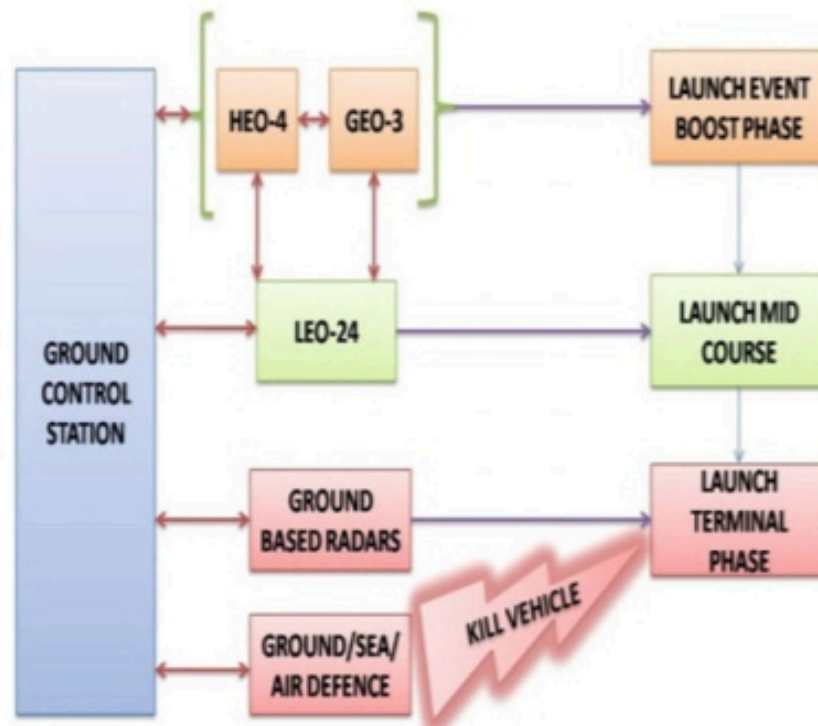 GROUND
CONTROL
STATION
HEO-4
GEO-3
LAUNCH EVENT
BOOST PHASE
LEO-24
LAUNCH MID
COURSE
GROUND
BASED RADARS
LAUNCH
TERMINAL
PHASE
KILL VEHICLE
GROUND/SEA/
AIR DEFENCE